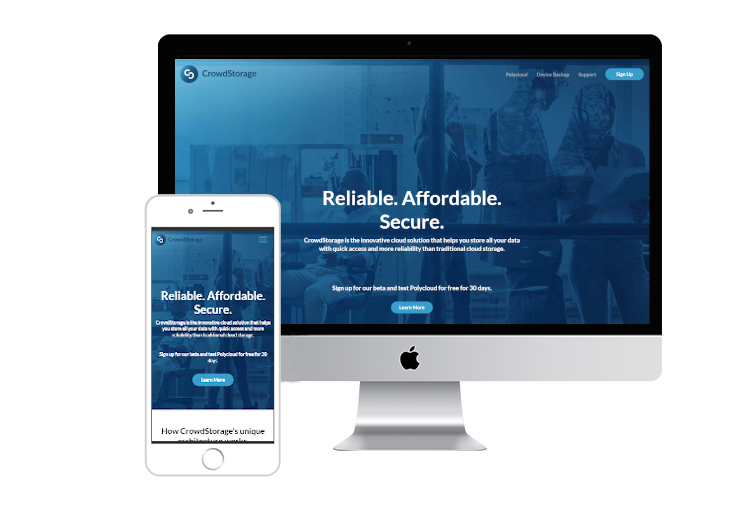 CrowdStorage
Polycloud Device Backup Support Sign Up
Reliable. Affordable.
Secure.
CrowdStorage is the innovative cloud solution that helps you store all your data
with quick access and more reliability than traditional cloud storage.
Sign up for our beta and test Polycloud for free for 30 days.
Learn More
CrowdStorage
Reliable. Affordable.
Secure.
CrowdStorage is the innovative cloud solution that helps
you store all your data with quick access and more
reliability than traditional cloud storage.
Sign up for our beta and test Polycloud for free for 30
days.
Learn More
How CrowdStorage's unique
architecture works